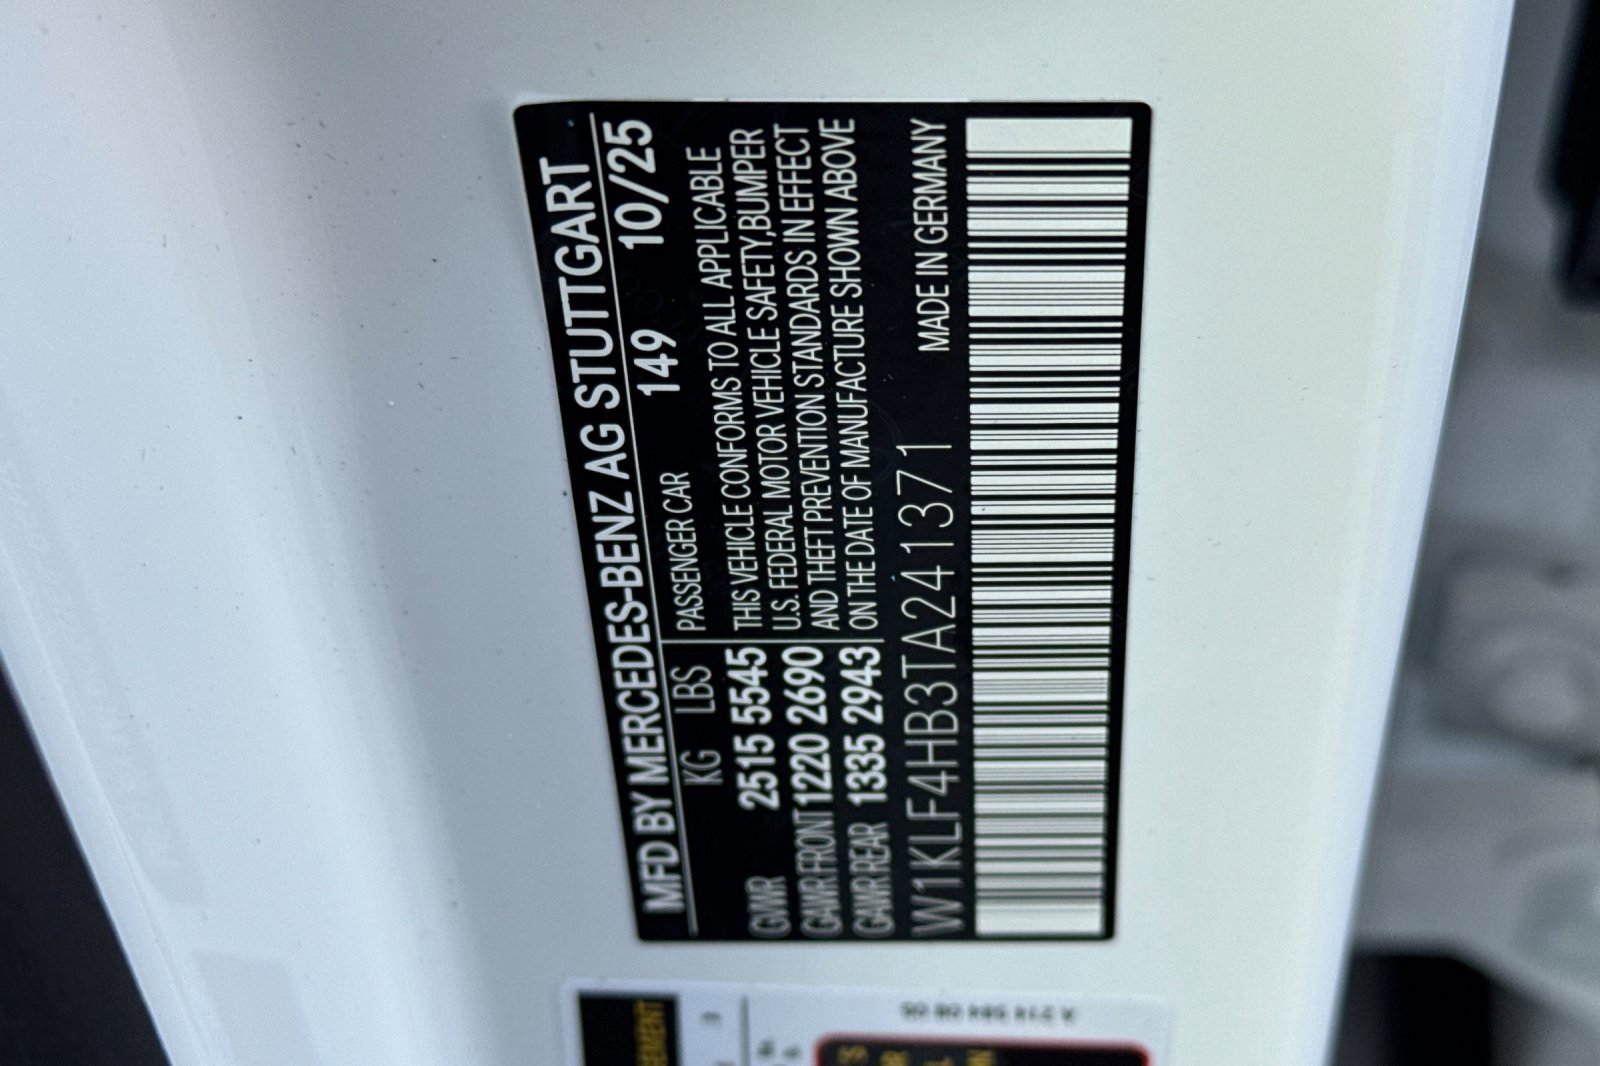 MFD BY MERCEDES-BENZ AG STUTTGART
149 10/25
KG LBS PASSENGER CAR
GWR 2515 5545
GAWR FRONT 1220 2690
GAWR REAR 1335 2943
THIS VEHICLE CONFORMS TO ALL APPLICABLE
U.S. FEDERAL MOTOR VEHICLE SAFETY,BUMPER
AND THEFT PREVENTION STANDARDS IN EFFECT
ON THE DATE OF MANUFACTURE SHOWN ABOVE
W1KLF4HB3TA241371 MADE IN GERMANY